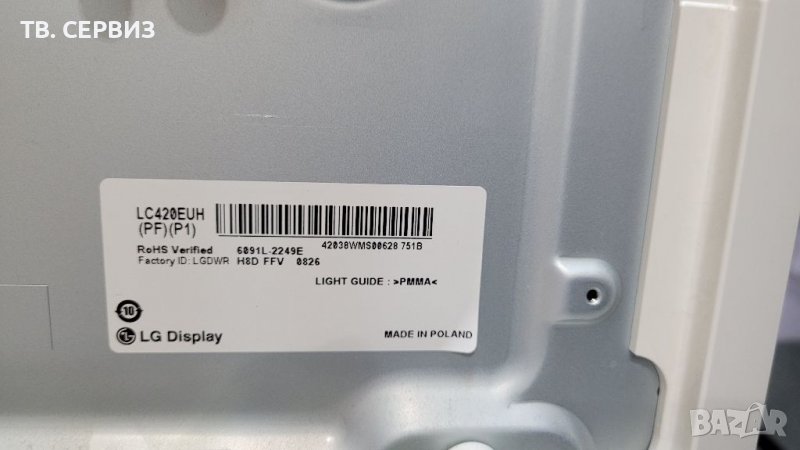 ТВ. СЕРВИЗ
LC420EUH
(PF)(P1)
42038WMS00628 751B
RoHS Verified 6091L-2249E
Factory ID: LGDWR H8D FFV 0826
LIGHT GUIDE : >PMMA<
10
LG Display
MADE IN POLAND
BAZAR